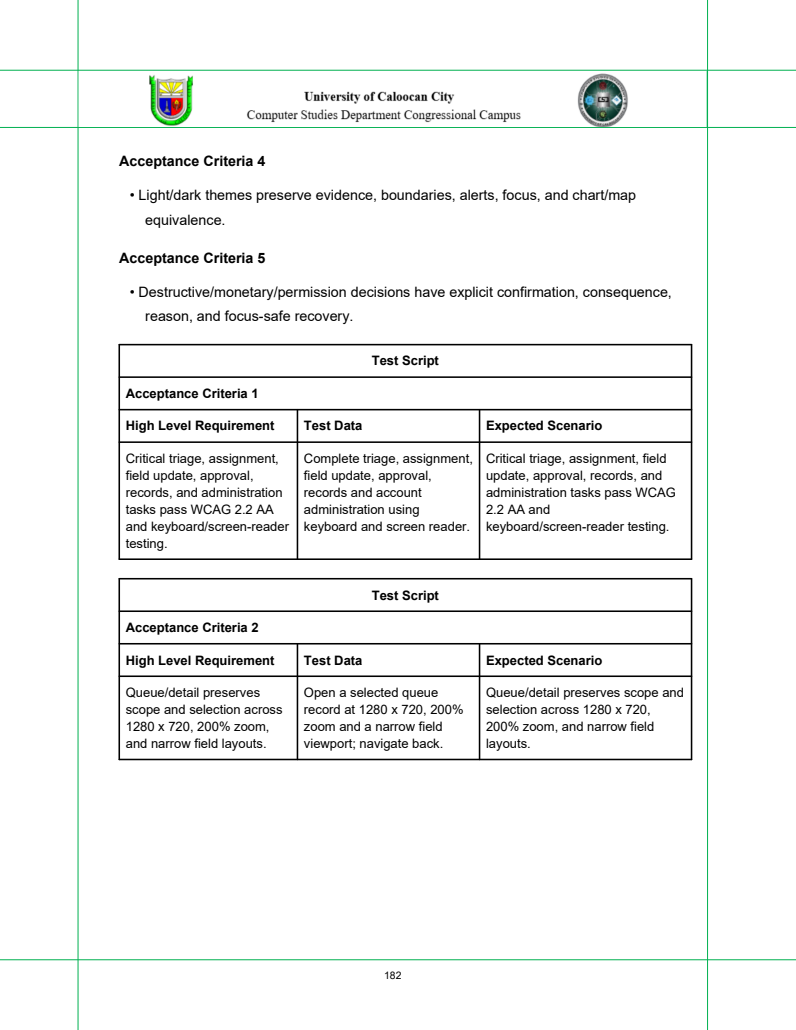 University of Caloocan City
Computer Studies Department Congressional Campus
Acceptance Criteria 4
• Light/dark themes preserve evidence, boundaries, alerts, focus, and chart/map
equivalence.
Acceptance Criteria 5
• Destructive/monetary/permission decisions have explicit confirmation, consequence,
reason, and focus-safe recovery.
Test Script
Acceptance Criteria 1
High Level Requirement
Test Data
Expected Scenario
Critical triage, assignment,
field update, approval,
records, and administration
tasks pass WCAG 2.2 AA
and keyboard/screen-reader
testing.
Complete triage, assignment,
field update, approval,
records and account
administration using
keyboard and screen reader.
Critical triage, assignment, field
update, approval, records, and
administration tasks pass WCAG
2.2 AA and
keyboard/screen-reader testing.
Test Script
Acceptance Criteria 2
High Level Requirement
Test Data
Expected Scenario
Queue/detail preserves
scope and selection across
1280 x 720, 200% zoom,
and narrow field layouts.
Open a selected queue
record at 1280 x 720, 200%
zoom and a narrow field
viewport; navigate back.
Queue/detail preserves scope and
selection across 1280 x 720,
200% zoom, and narrow field
layouts.
182